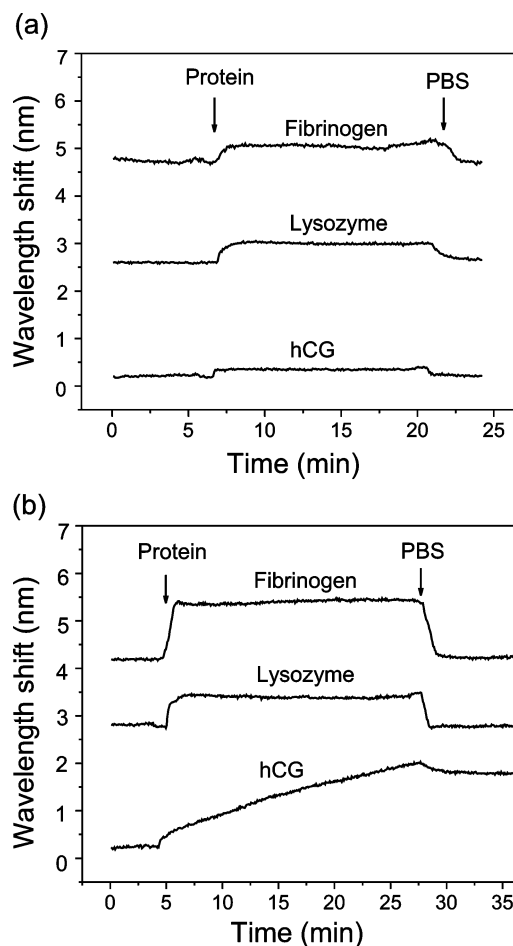 (a)
7
6
5
4
3
2
1
0
Wavelength shift (nm)
Protein
PBS
Fibrinogen
Lysozyme
hCG
0 5 10 15 20 25
Time (min)
(b)
7
6
5
4
3
2
1
0
Wavelength shift (nm)
Protein
PBS
Fibrinogen
Lysozyme
hCG
0 5 10 15 20 25 30 35
Time (min)